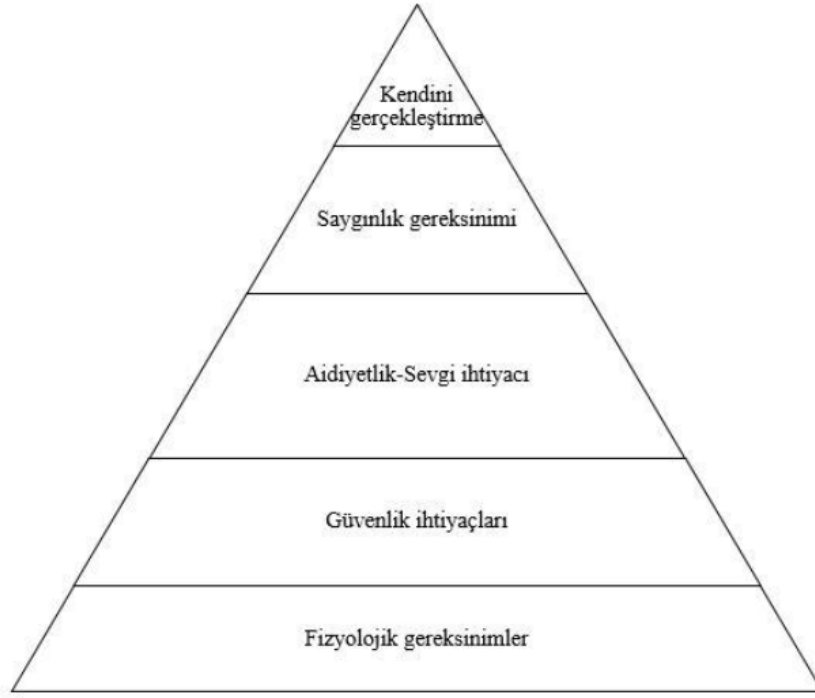 Kendini
gerçekleştirme
Saygınlık gereksinimi
Aidiyetlik-Sevgi ihtiyacı
Güvenlik ihtiyaçları
Fizyolojik gereksinimler